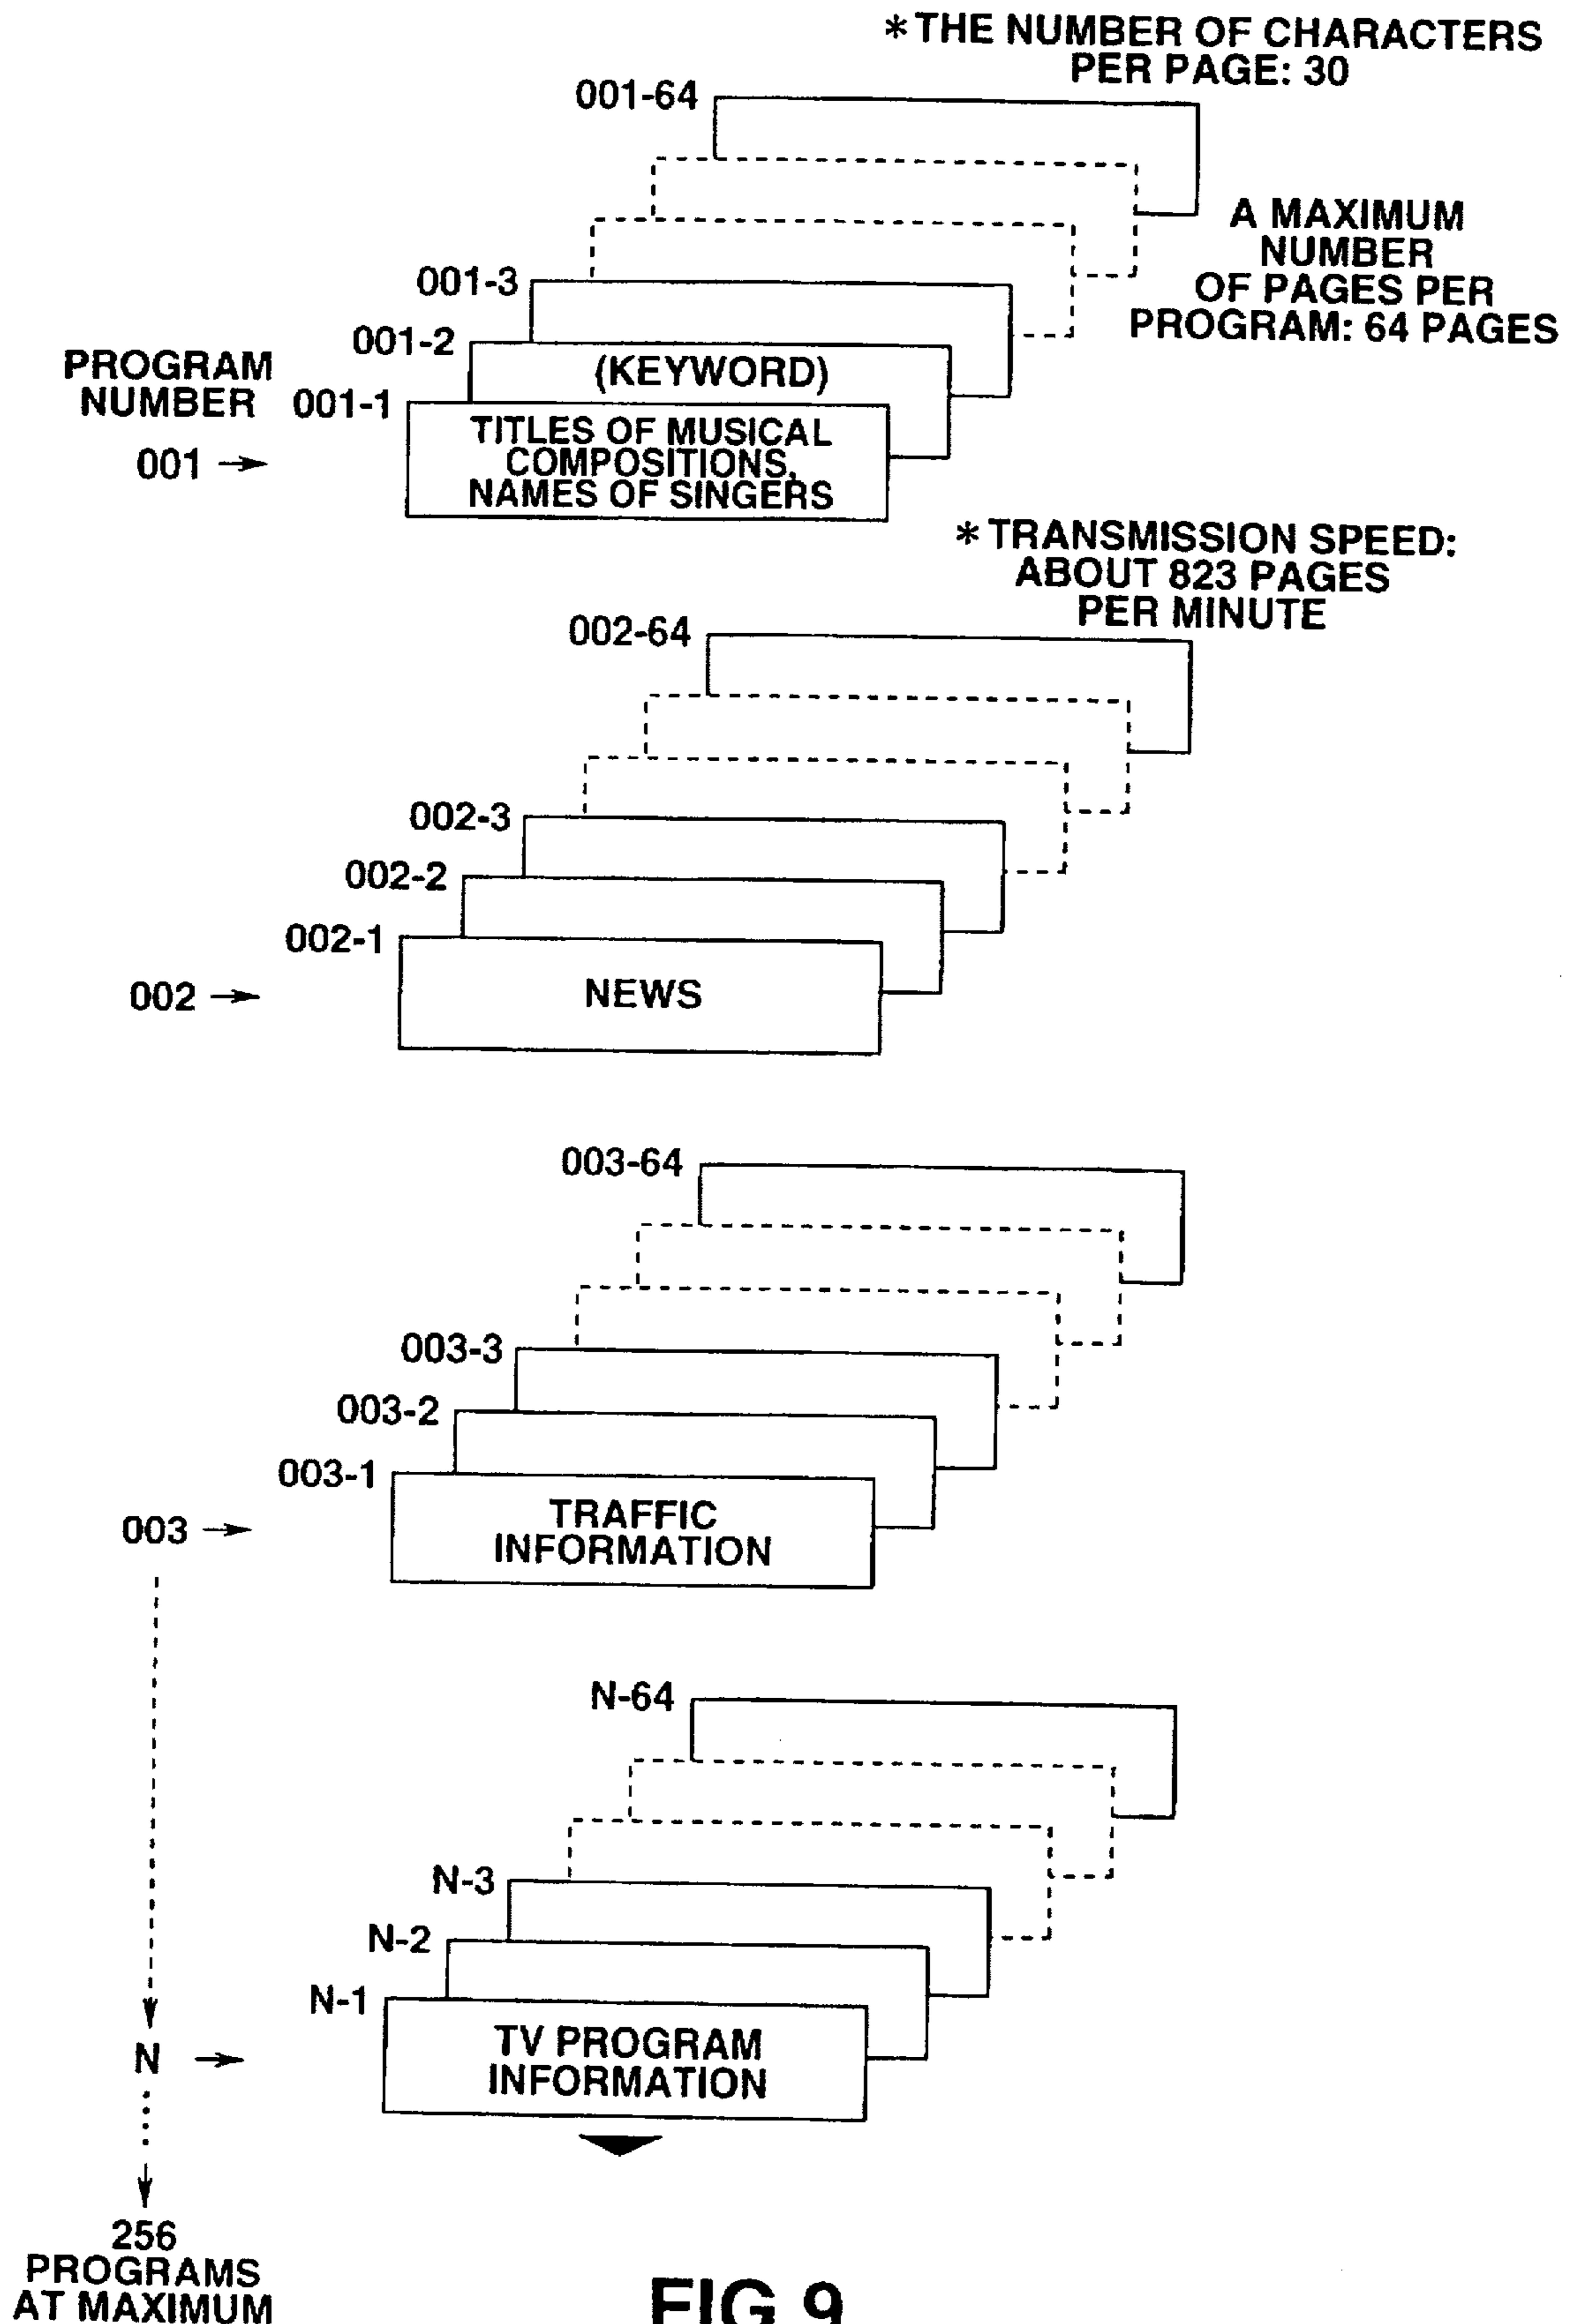 *THE NUMBER OF CHARACTERS
PER PAGE: 30
001-64
A MAXIMUM
NUMBER
OF PAGES PER
PROGRAM: 64 PAGES
001-3
001-2
(KEYWORD)
PROGRAM
NUMBER
001-1
TITLES OF MUSICAL
COMPOSITIONS,
NAMES OF SINGERS
001
*TRANSMISSION SPEED:
ABOUT 823 PAGES
PER MINUTE
002-64
002-3
002-2
002-1
002
NEWS
003-64
003-3
003-2
003-1
003
TRAFFIC
INFORMATION
N-64
N-3
N-2
N-1
N
TV PROGRAM
INFORMATION
256
PROGRAMS
AT MAXIMUM
FIG.9